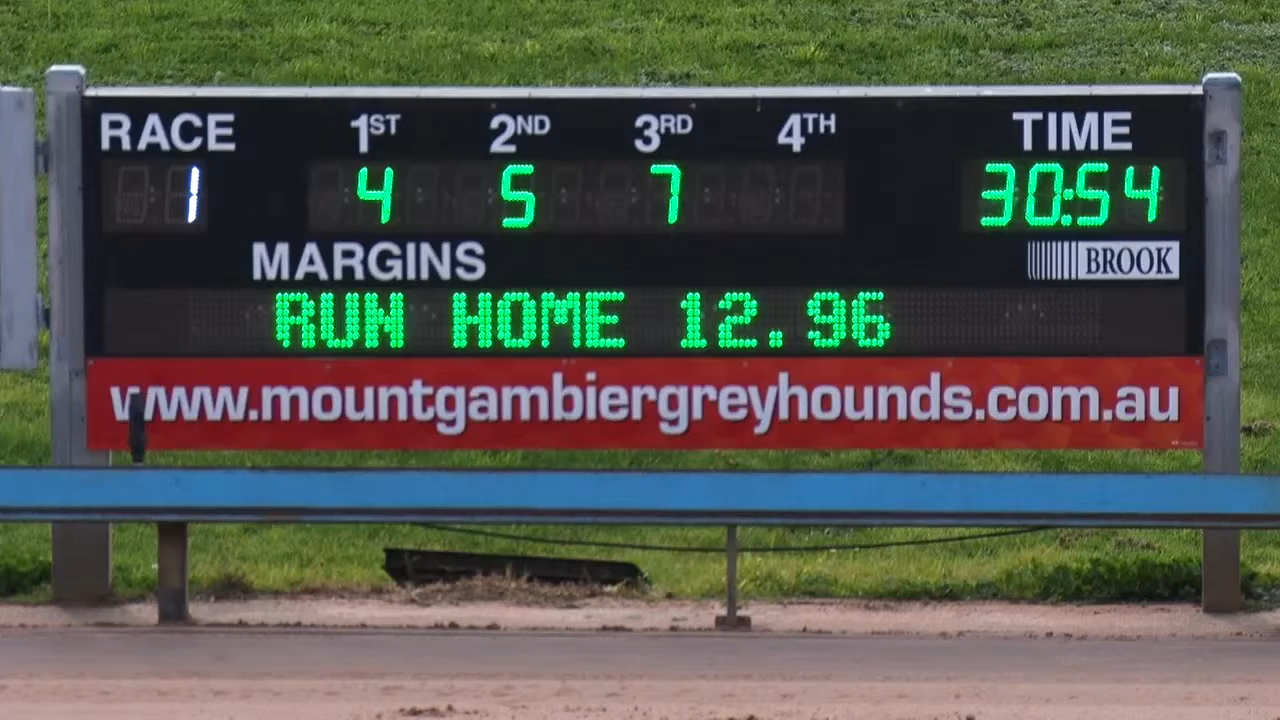 RACE 1ST 2ND 3RD 4TH TIME
1 4 5 7 30:54
MARGINS BROOK
RUN HOME 12.96
www.mountgambiergreyhounds.com.au